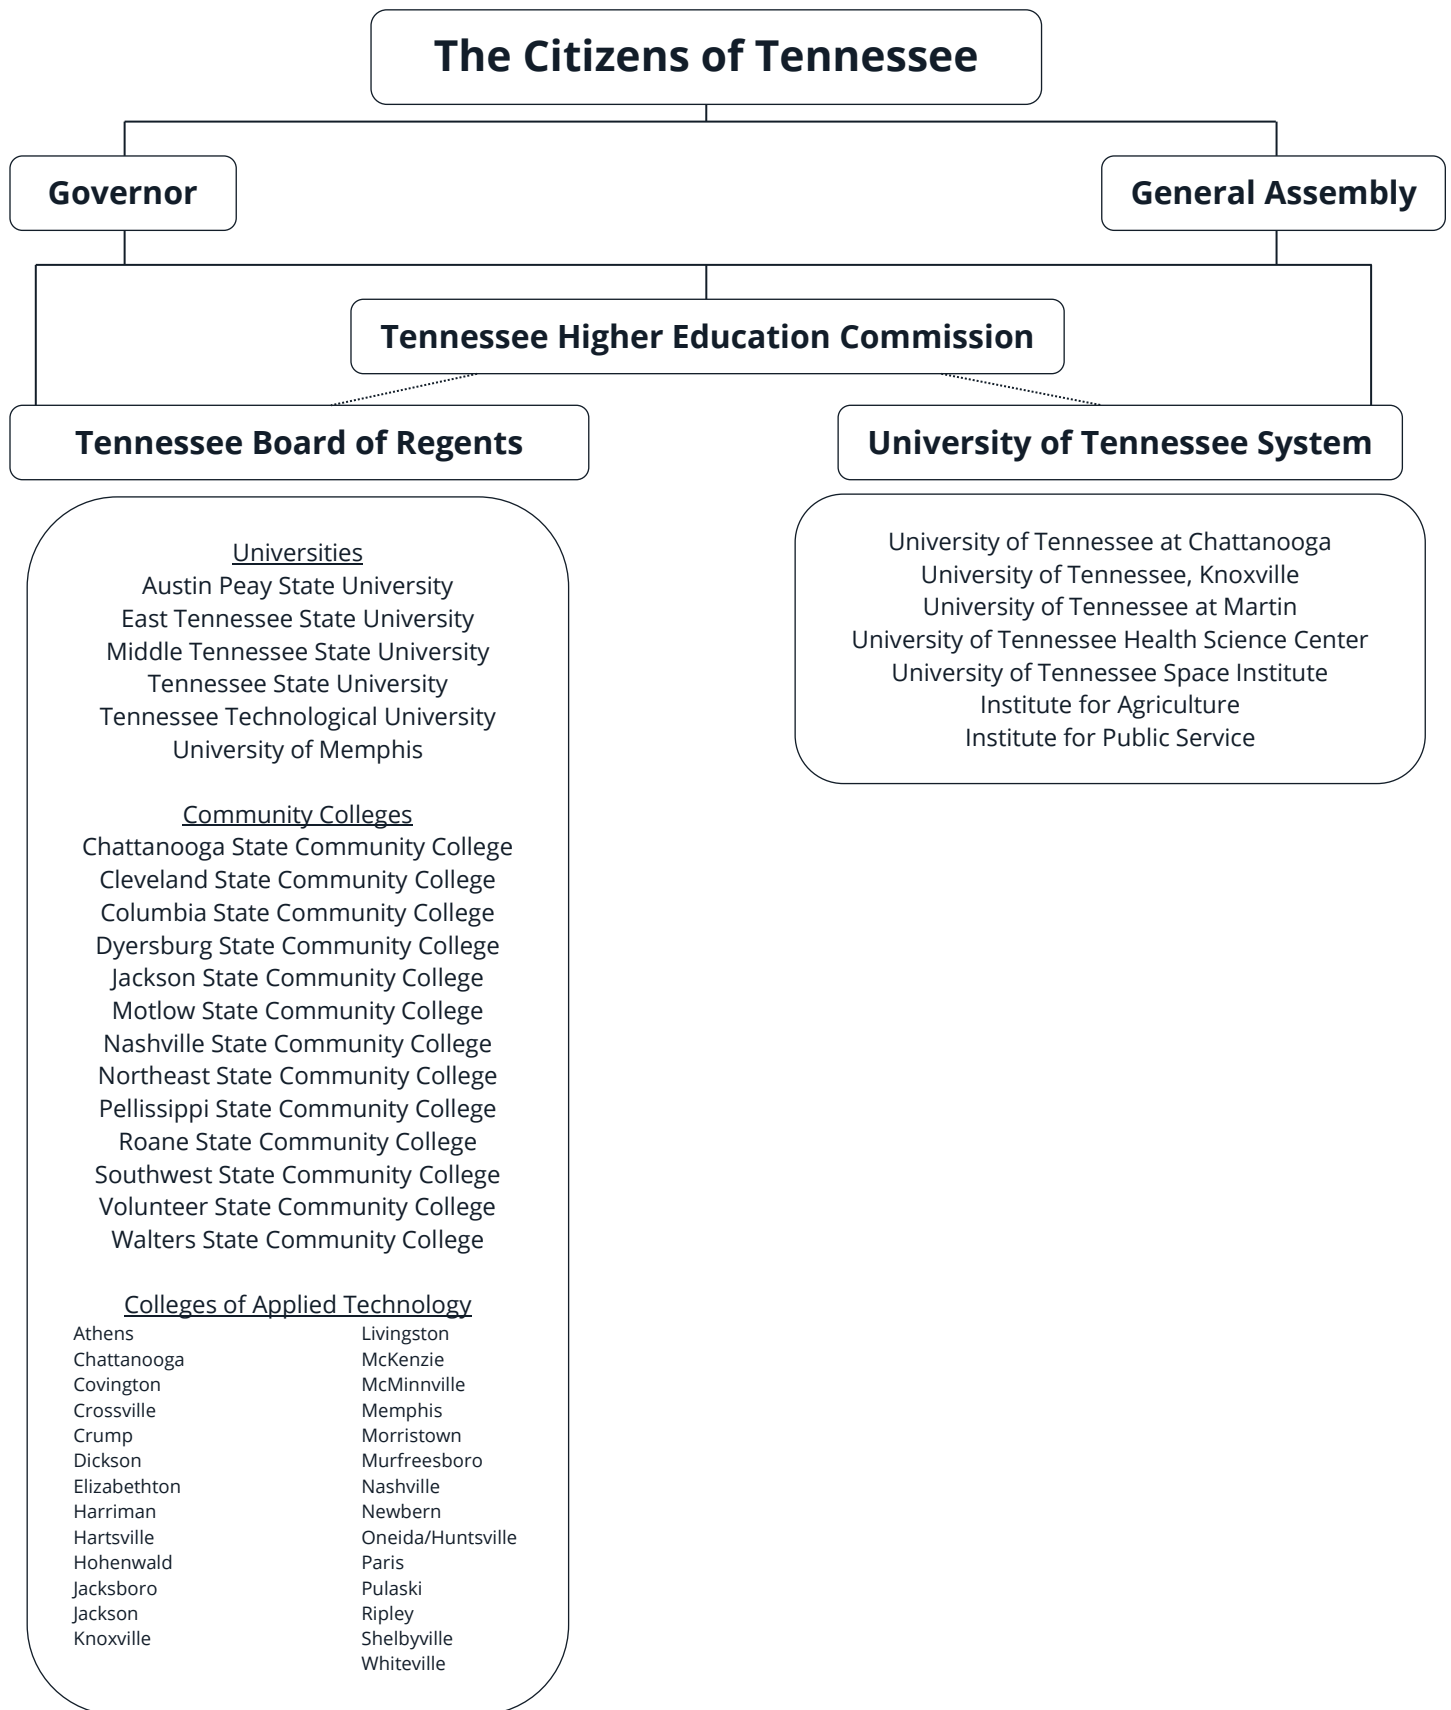 The Citizens of Tennessee
Governor
General Assembly
Tennessee Higher Education Commission
Tennessee Board of Regents
University of Tennessee System
Universities
Austin Peay State University
East Tennessee State University
Middle Tennessee State University
Tennessee State University
Tennessee Technological University
University of Memphis
Community Colleges
Chattanooga State Community College
Cleveland State Community College
Columbia State Community College
Dyersburg State Community College
Jackson State Community College
Motlow State Community College
Nashville State Community College
Northeast State Community College
Pellissippi State Community College
Roane State Community College
Southwest State Community College
Volunteer State Community College
Walters State Community College
Colleges of Applied Technology
Athens
Chattanooga
Covington
Crossville
Crump
Dickson
Elizabethton
Harriman
Hartsville
Hohenwald
Jacksboro
Jackson
Knoxville
Livingston
McKenzie
McMinnville
Memphis
Morristown
Murfreesboro
Nashville
Newbern
Oneida/Huntsville
Paris
Pulaski
Ripley
Shelbyville
Whiteville
University of Tennessee at Chattanooga
University of Tennessee, Knoxville
University of Tennessee at Martin
University of Tennessee Health Science Center
University of Tennessee Space Institute
Institute for Agriculture
Institute for Public Service